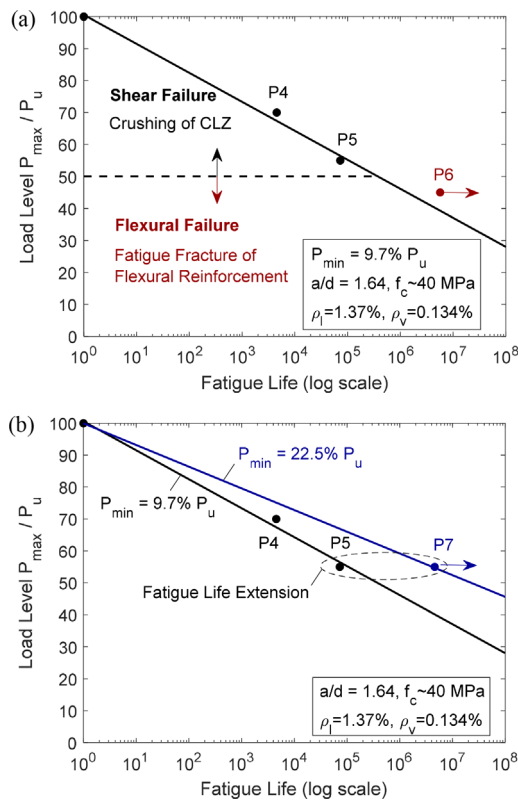 (a)
100
90
80
70
60
50
40
30
20
10
0
Load Level P_max / P_u
Shear Failure
Crushing of CLZ
P4
P5
P6
Flexural Failure
Fatigue Fracture of
Flexural Reinforcement
P_min = 9.7% P_u
a/d = 1.64, f_c~40 MPa
ρ_l=1.37%, ρ_v=0.134%
10^0 10^1 10^2 10^3 10^4 10^5 10^6 10^7 10^8
Fatigue Life (log scale)
(b)
100
90
80
70
60
50
40
30
20
10
0
Load Level P_max / P_u
P_min = 22.5% P_u
P_min = 9.7% P_u
P4
P5
P7
Fatigue Life Extension
a/d = 1.64, f_c~40 MPa
ρ_l=1.37%, ρ_v=0.134%
10^0 10^1 10^2 10^3 10^4 10^5 10^6 10^7 10^8
Fatigue Life (log scale)